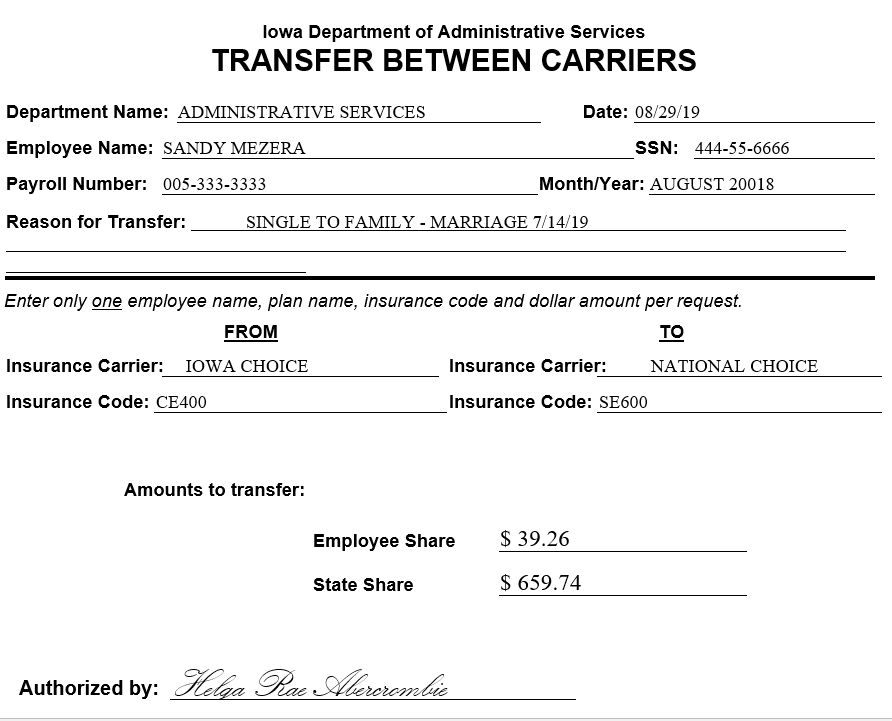 Iowa Department of Administrative Services
TRANSFER BETWEEN CARRIERS
Department Name: ADMINISTRATIVE SERVICES Date: 08/29/19
Employee Name: SANDY MEZERA SSN: 444-55-6666
Payroll Number: 005-333-3333 Month/Year: AUGUST 20018
Reason for Transfer: SINGLE TO FAMILY - MARRIAGE 7/14/19
Enter only one employee name, plan name, insurance code and dollar amount per request.
FROM TO
Insurance Carrier: IOWA CHOICE Insurance Carrier: NATIONAL CHOICE
Insurance Code: CE400 Insurance Code: SE600
Amounts to transfer:
Employee Share $ 39.26
State Share $ 659.74
Authorized by: Helga Rae Abercrombie